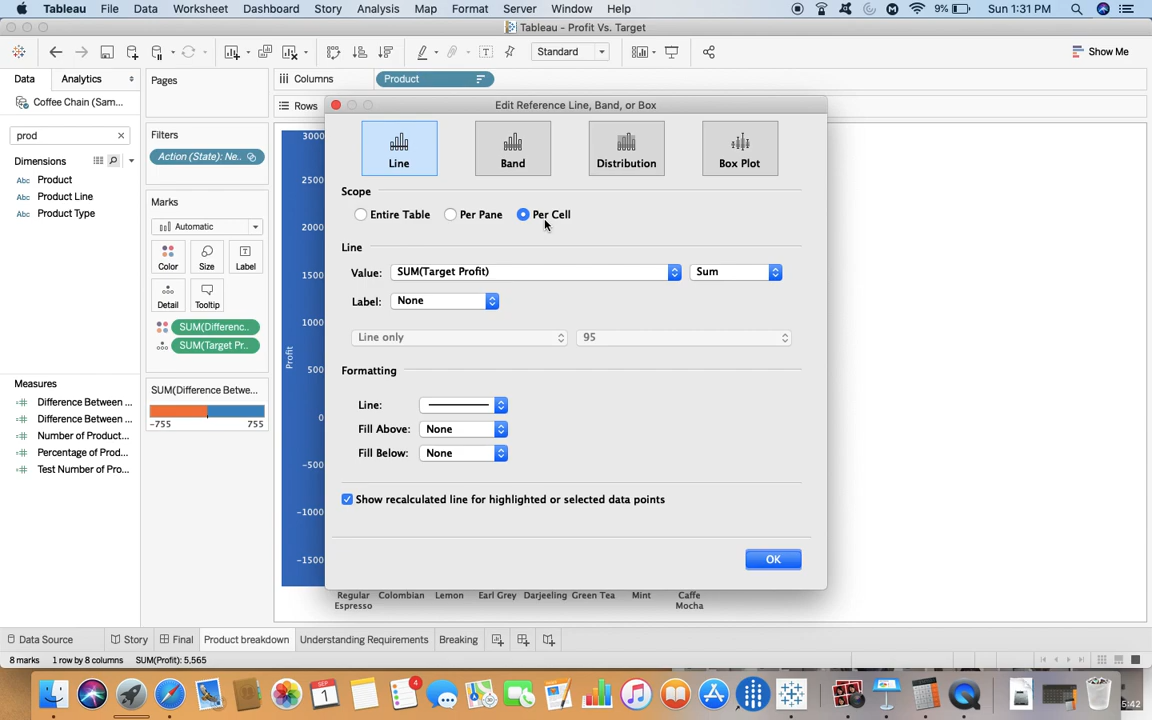 Tableau File Data Worksheet Dashboard Story Analysis Map Format Server Window Help 9% Sun 1:31 PM
Tableau - Profit Vs. Target
Standard Show Me
Data Analytics Pages Columns Product
Coffee Chain (Sam... Rows Edit Reference Line, Band, or Box
prod Filters 3000
Line Band Distribution Box Plot
Dimensions Action (State): Ne..
Abc Product 2500
Abc Product Line Scope
Abc Product Type Marks Entire Table Per Pane Per Cell
Automatic 2000
Line
Color Size Label 1500 Value: SUM(Target Profit) Sum
Detail Tooltip Label: None
SUM(Differenc.. 1000 Line only 95
SUM(Target Pr.. Profit 500
Formatting
Measures SUM(Difference Betwe...
Difference Between ... -755 755 Line:
Difference Between ... 0 Fill Above: None
Number of Product... Fill Below: None
Percentage of Prod... -500
Test Number of Pro...
Show recalculated line for highlighted or selected data points
-1000
-1500 OK
Regular Colombian Lemon Earl Grey Darjeeling Green Tea Mint Caffe
Espresso Mocha
Data Source Story Final Product breakdown Understanding Requirements Breaking
8 marks 1 row by 8 columns SUM(Profit): 5,565
SEP
1
4
5:42